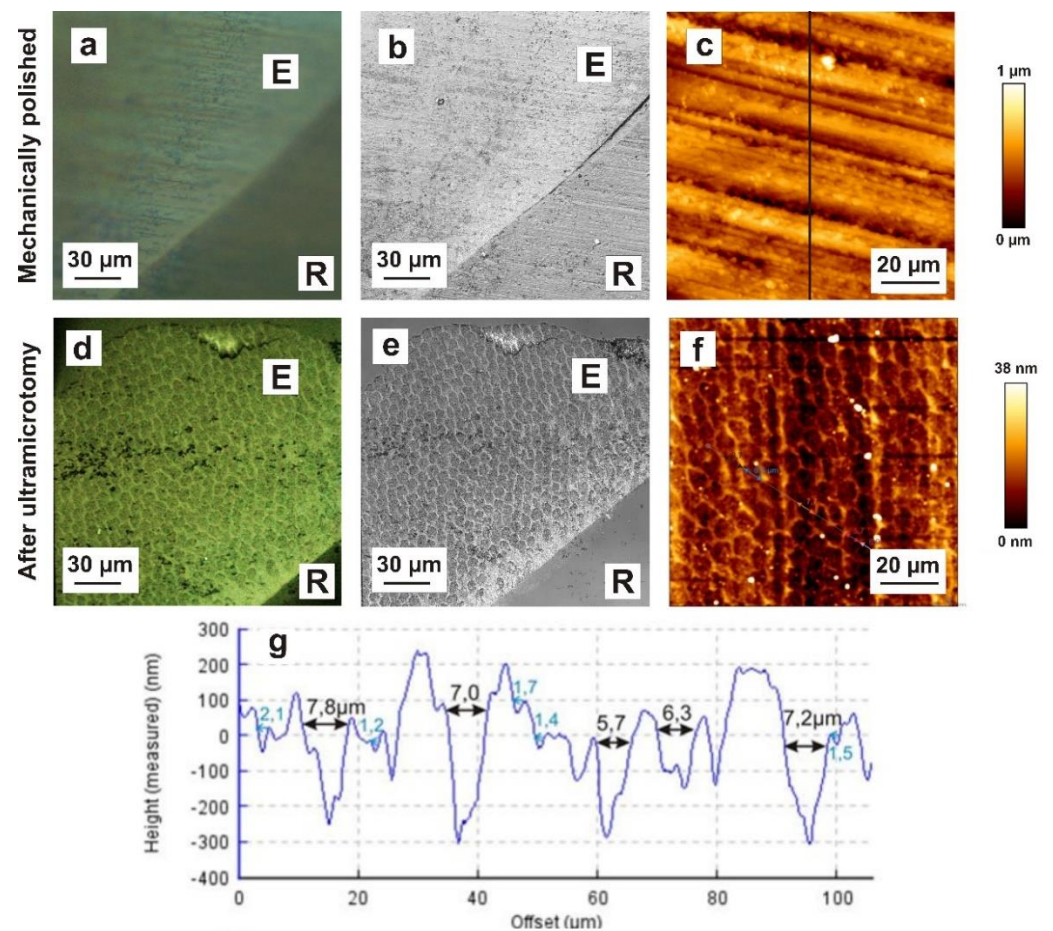 Mechanically polished
a
E
R
30 µm
b
E
R
30 µm
c
20 µm
1 µm
0 µm
After ultramicrotomy
d
E
R
30 µm
e
E
R
30 µm
f
20 µm
38 nm
0 nm
g
Height (measured) (nm)
300
200
100
0
-100
-200
-300
-400
2,1
7,8µm
1,2
7,0
1,7
1,4
5,7
6,3
7,2µm
1,5
0
20
40
60
80
100
Offset (µm)